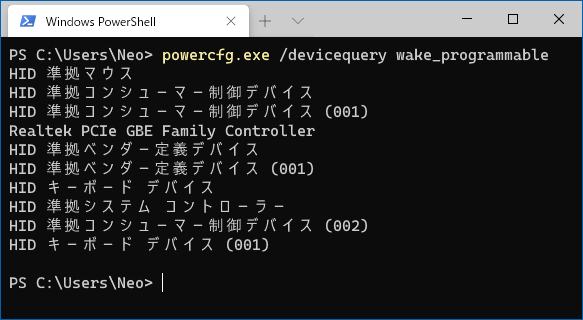 Windows PowerShell
PS C:\Users\Neo> powercfg.exe /devicequery wake_programmable
HID 準拠マウス
HID 準拠コンシューマー制御デバイス
HID 準拠コンシューマー制御デバイス (001)
Realtek PCIe GBE Family Controller
HID 準拠ベンダー定義デバイス
HID 準拠ベンダー定義デバイス (001)
HID キーボード デバイス
HID 準拠システム コントローラー
HID 準拠コンシューマー制御デバイス (002)
HID キーボード デバイス (001)
PS C:\Users\Neo>